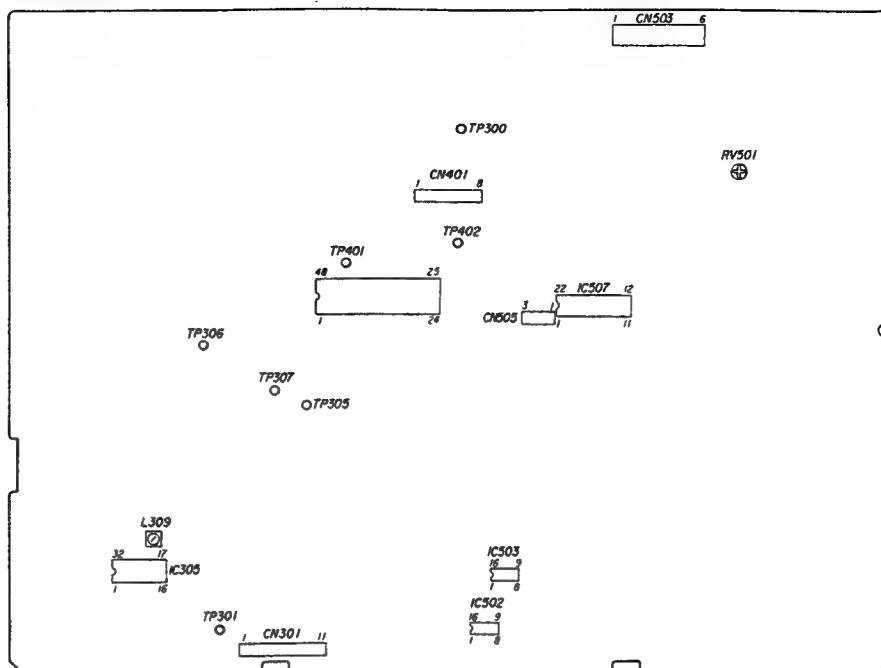 1 CN503 6
TP300
RV501
CN401
1 8
TP402
TP401
48 25
1 24
22 IC507 12
3 1
CN505
1 11
TP306
TP307
TP305
L309
32 17
IC305
1 16
IC503
16 9
1 8
IC502
16 9
1 8
TP301
1 CN301 11